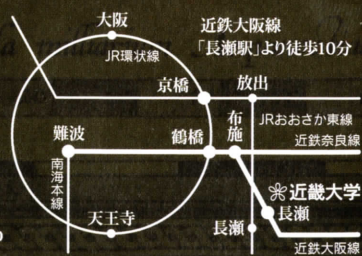 大阪
近鉄大阪線
「長瀬駅」より徒歩10分
JR環状線
京橋
放出
JRおおさか東線
難波
鶴橋
布施
近鉄奈良線
南海本線
近畿大学
天王寺
長瀬
長瀬
近鉄大阪線